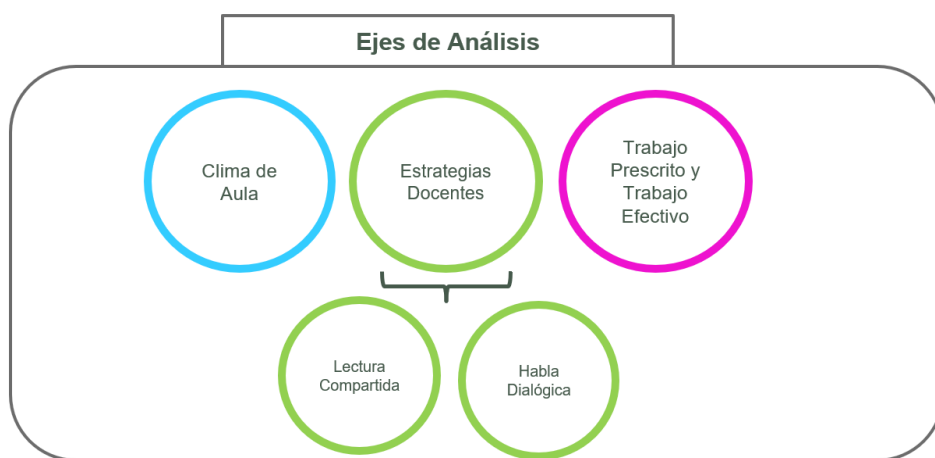 Ejes de Análisis
Clima de
Aula
Estrategias
Docentes
Trabajo
Prescrito y
Trabajo
Efectivo
Lectura
Compartida
Habla
Dialógica